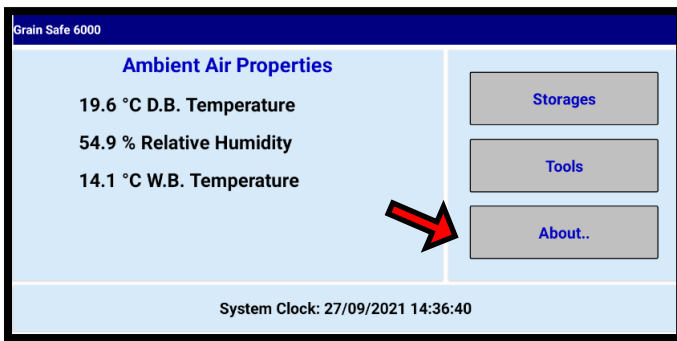 Grain Safe 6000
Ambient Air Properties
19.6 °C D.B. Temperature
54.9 % Relative Humidity
14.1 °C W.B. Temperature
Storages
Tools
About..
System Clock: 27/09/2021 14:36:40